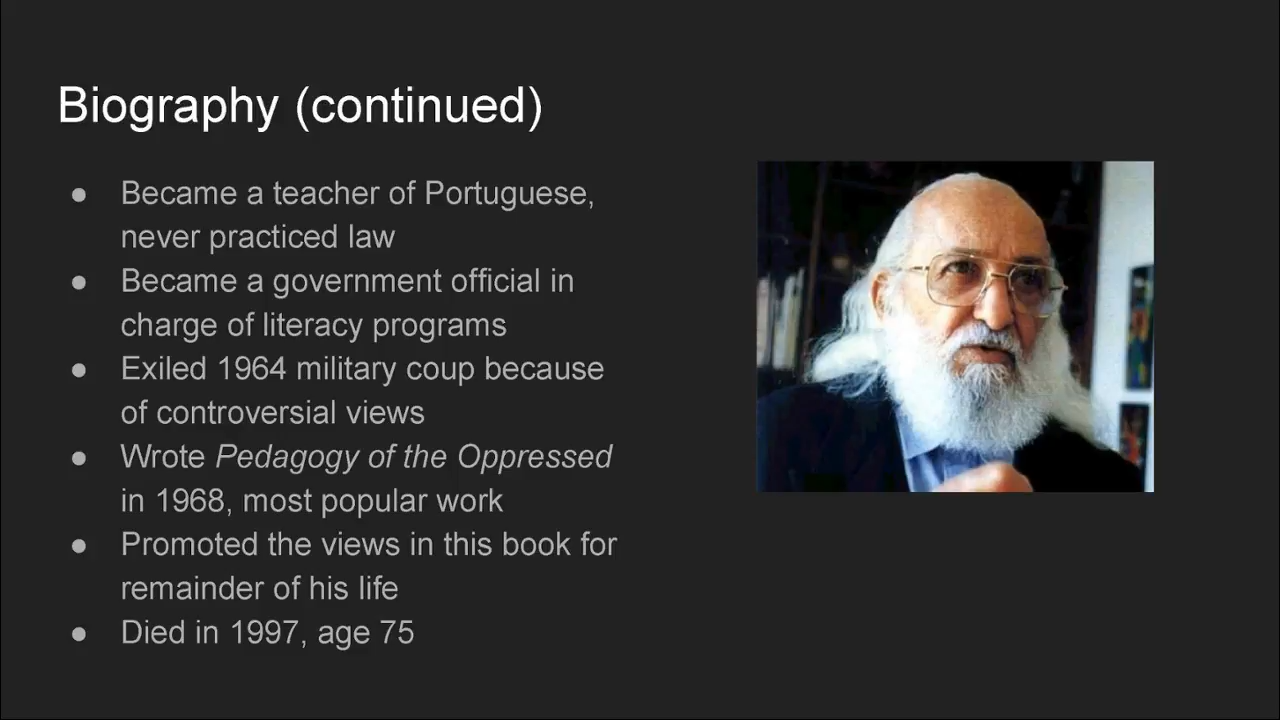 Biography (continued)
● Became a teacher of Portuguese,
never practiced law
● Became a government official in
charge of literacy programs
● Exiled 1964 military coup because
of controversial views
● Wrote Pedagogy of the Oppressed
in 1968, most popular work
● Promoted the views in this book for
remainder of his life
● Died in 1997, age 75